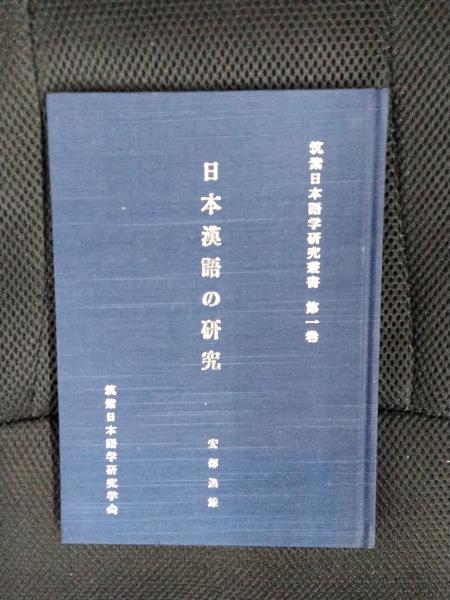 筑紫日本語学研究叢書　第一巻
日本漢語の研究
筑紫日本語学研究学会